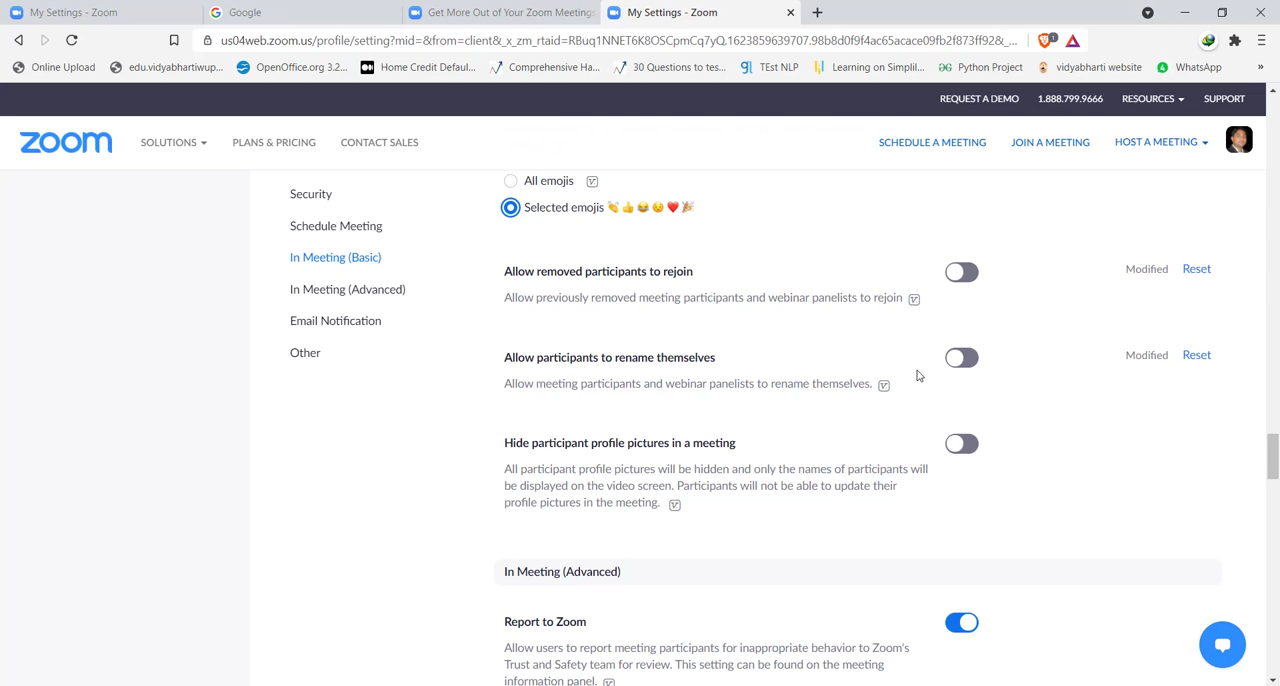 My Settings - Zoom
Google
Get More Out of Your Zoom Meetings
My Settings - Zoom
us04web.zoom.us/profile/setting?mid=&from=client&_x_zm_rtaid=RBuq1NNET6K8OSCpmCq7yQ.1623859639707.98b8d0f9f4ac65acace09fb2f873ff92&_...
1
Online Upload
edu.vidyabhartiwup...
OpenOffice.org 3.2...
Home Credit Defaul...
Comprehensive Ha...
30 Questions to tes...
TEst NLP
Learning on Simplil...
Python Project
vidyabharti website
WhatsApp
»
REQUEST A DEMO
1.888.799.9666
RESOURCES
SUPPORT
zoom
SOLUTIONS
PLANS & PRICING
CONTACT SALES
SCHEDULE A MEETING
JOIN A MEETING
HOST A MEETING
Security
Schedule Meeting
In Meeting (Basic)
In Meeting (Advanced)
Email Notification
Other
All emojis
Selected emojis 👏👍😂😯❤️🎉
Allow removed participants to rejoin
Modified
Reset
Allow previously removed meeting participants and webinar panelists to rejoin
Allow participants to rename themselves
Modified
Reset
Allow meeting participants and webinar panelists to rename themselves.
Hide participant profile pictures in a meeting
All participant profile pictures will be hidden and only the names of participants will
be displayed on the video screen. Participants will not be able to update their
profile pictures in the meeting.
In Meeting (Advanced)
Report to Zoom
Allow users to report meeting participants for inappropriate behavior to Zoom's
Trust and Safety team for review. This setting can be found on the meeting
information panel.